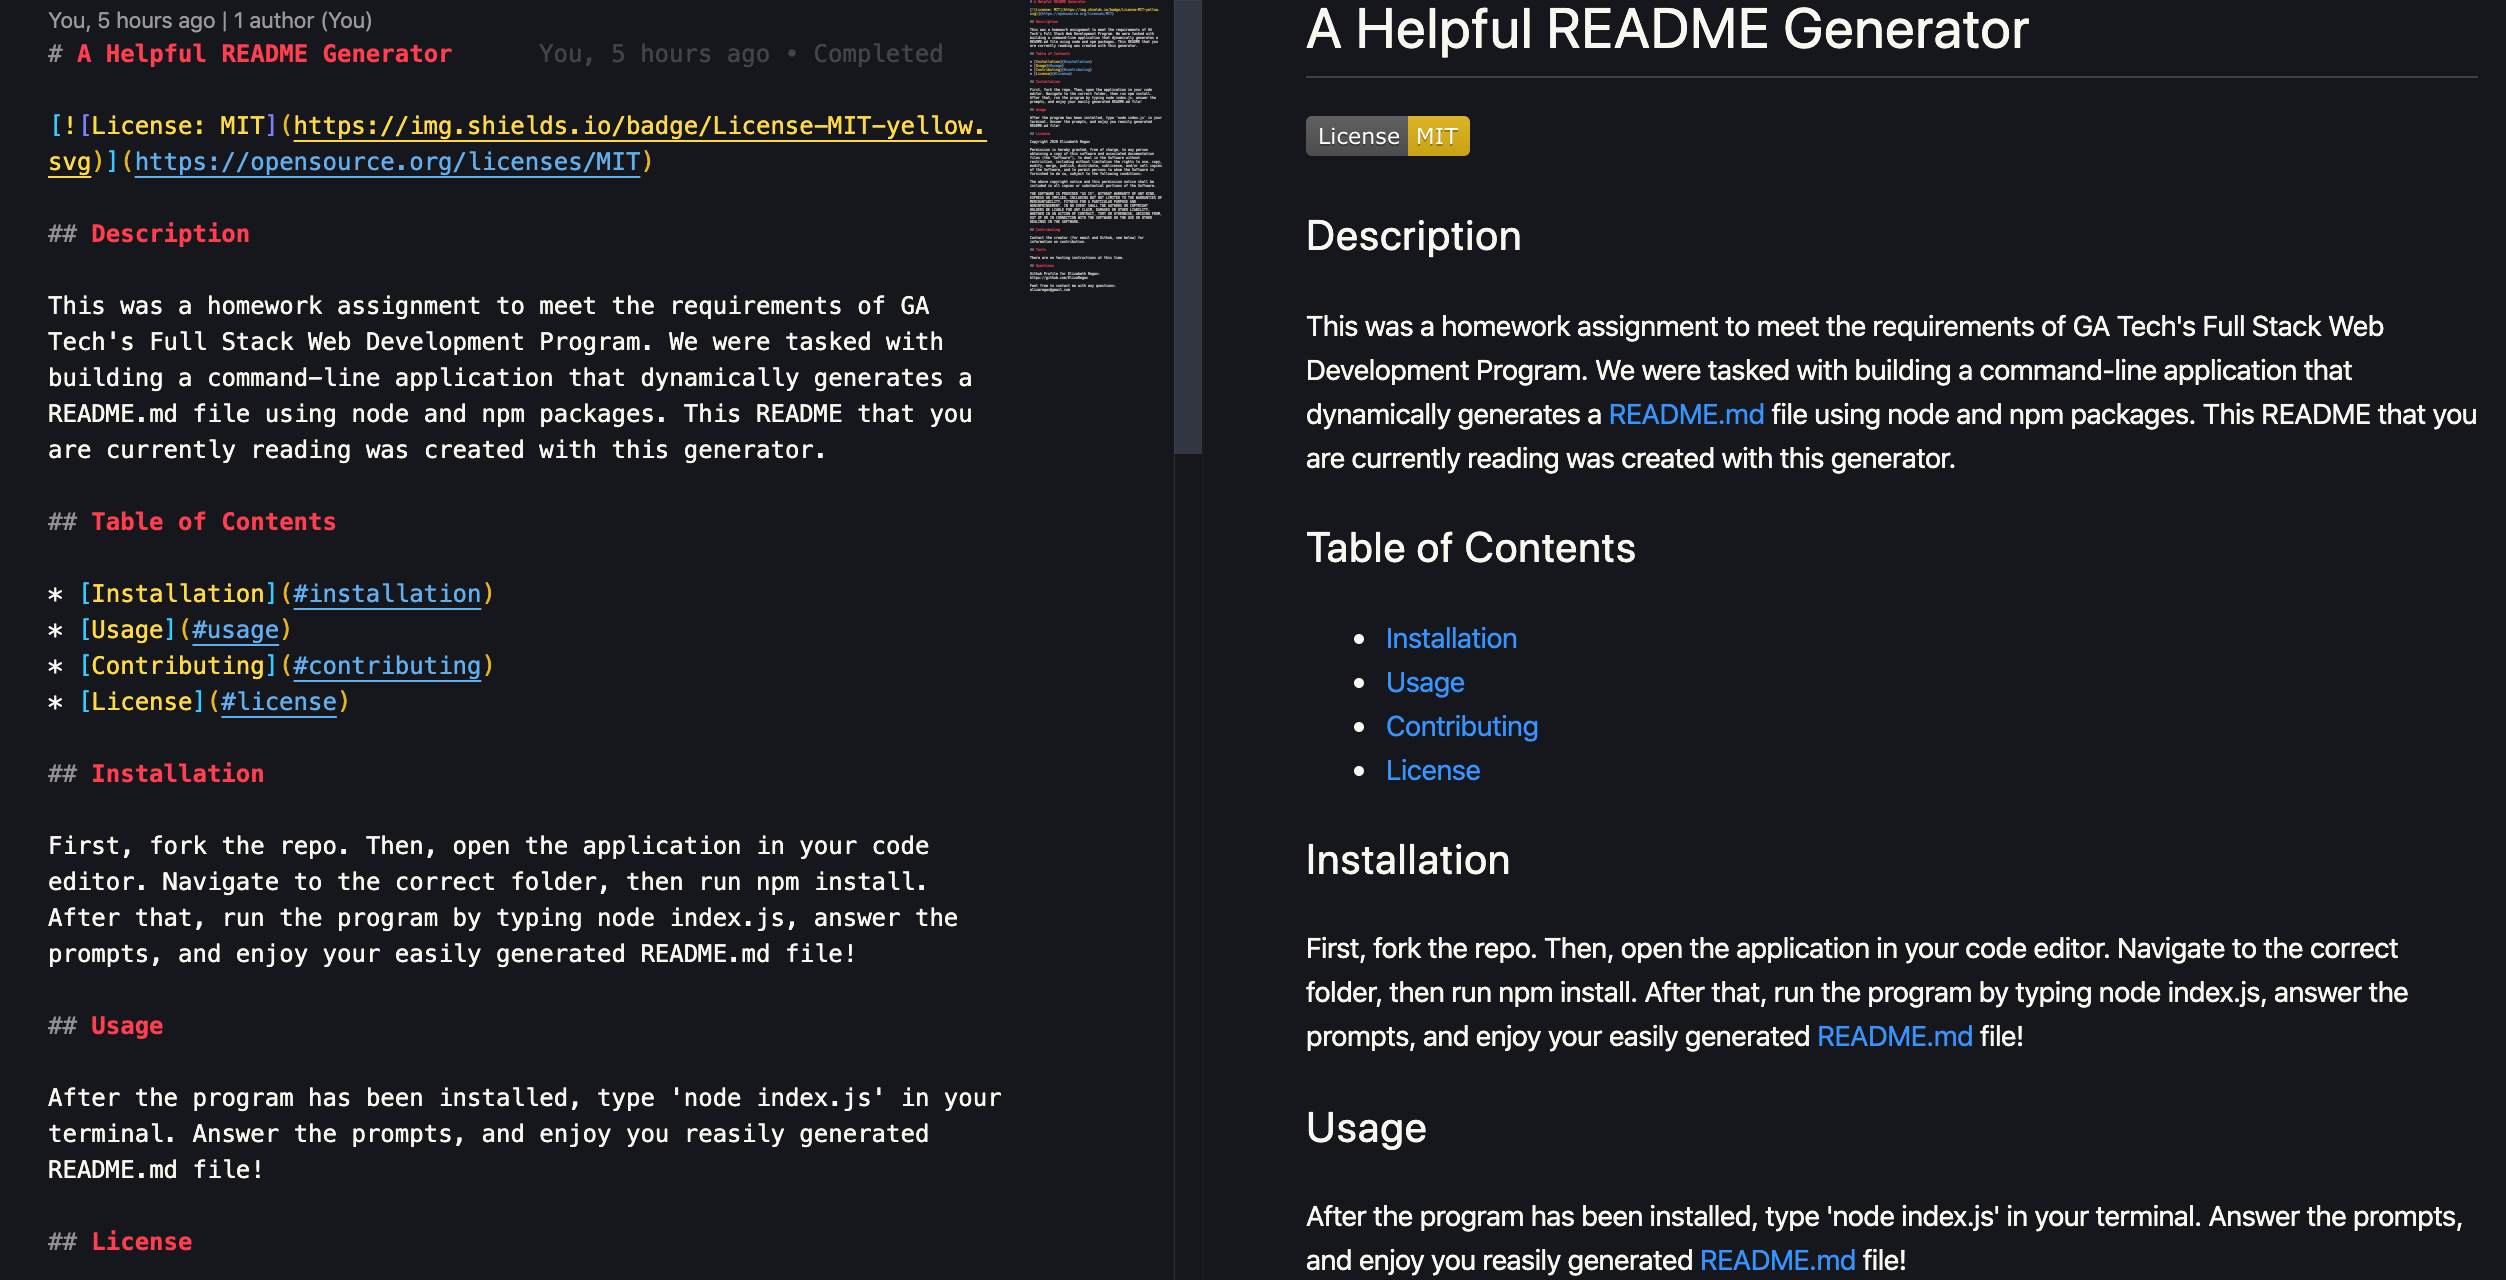 You, 5 hours ago | 1 author (You)
# A Helpful README Generator You, 5 hours ago • Completed
[![License: MIT](https://img.shields.io/badge/License-MIT-yellow.
svg)](https://opensource.org/licenses/MIT)
## Description
This was a homework assignment to meet the requirements of GA
Tech's Full Stack Web Development Program. We were tasked with
building a command-line application that dynamically generates a
README.md file using node and npm packages. This README that you
are currently reading was created with this generator.
## Table of Contents
* [Installation](#installation)
* [Usage](#usage)
* [Contributing](#contributing)
* [License](#license)
## Installation
First, fork the repo. Then, open the application in your code
editor. Navigate to the correct folder, then run npm install.
After that, run the program by typing node index.js, answer the
prompts, and enjoy your easily generated README.md file!
## Usage
After the program has been installed, type 'node index.js' in your
terminal. Answer the prompts, and enjoy you reasily generated
README.md file!
## License
A Helpful README Generator
License MIT
Description
This was a homework assignment to meet the requirements of GA Tech's Full Stack Web
Development Program. We were tasked with building a command-line application that
dynamically generates a README.md file using node and npm packages. This README that you
are currently reading was created with this generator.
Table of Contents
• Installation
• Usage
• Contributing
• License
Installation
First, fork the repo. Then, open the application in your code editor. Navigate to the correct
folder, then run npm install. After that, run the program by typing node index.js, answer the
prompts, and enjoy your easily generated README.md file!
Usage
After the program has been installed, type 'node index.js' in your terminal. Answer the prompts,
and enjoy you reasily generated README.md file!